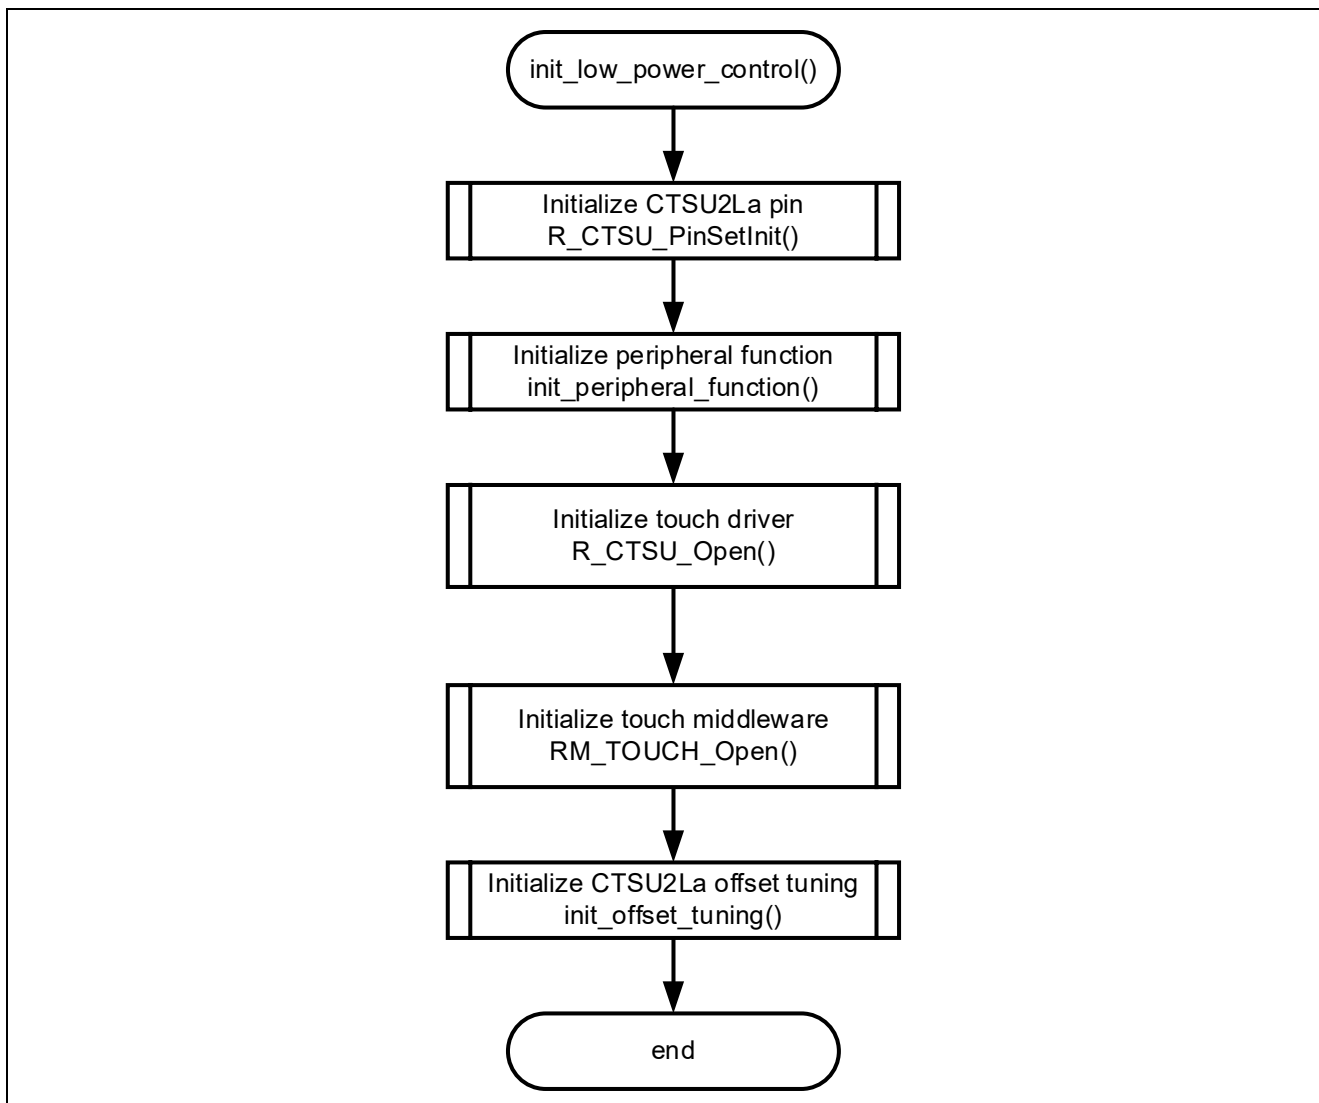 init_low_power_control()
Initialize CTSU2La pin
R_CTSU_PinSetInit()
Initialize peripheral function
init_peripheral_function()
Initialize touch driver
R_CTSU_Open()
Initialize touch middleware
RM_TOUCH_Open()
Initialize CTSU2La offset tuning
init_offset_tuning()
end